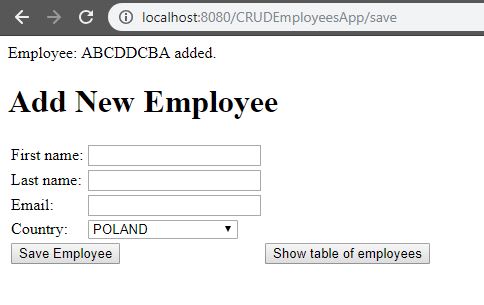 localhost:8080/CRUDEmployeesApp/save
Employee: ABCDDCBA added.
Add New Employee
First name:
Last name:
Email:
Country: POLAND
Save Employee Show table of employees